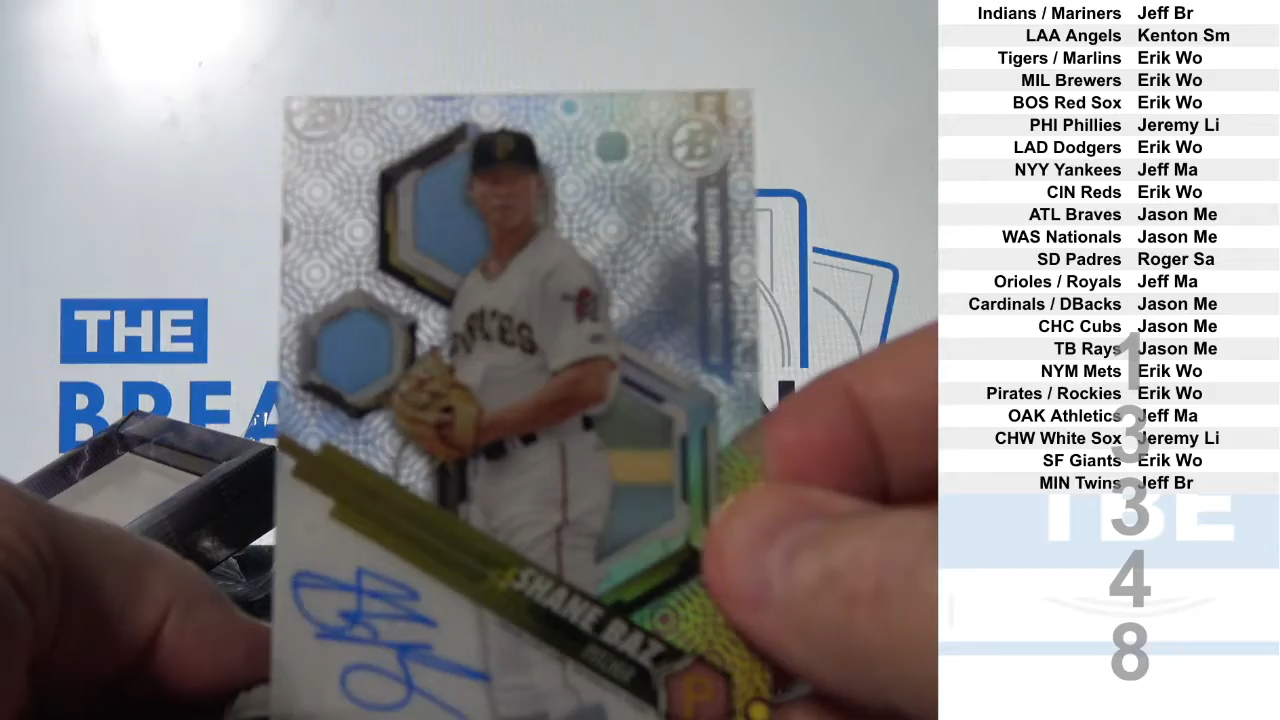 Indians / Mariners Jeff Br
LAA Angels Kenton Sm
Tigers / Marlins Erik Wo
MIL Brewers Erik Wo
BOS Red Sox Erik Wo
PHI Phillies Jeremy Li
LAD Dodgers Erik Wo
NYY Yankees Jeff Ma
CIN Reds Erik Wo
ATL Braves Jason Me
WAS Nationals Jason Me
SD Padres Roger Sa
Orioles / Royals Jeff Ma
Cardinals / DBacks Jason Me
CHC Cubs Jason Me
TB Rays Jason Me
NYM Mets Erik Wo
Pirates / Rockies Erik Wo
OAK Athletics Jeff Ma
CHW White Sox Jeremy Li
SF Giants Erik Wo
MIN Twins Jeff Br
1
3
3
4
8
TBE
THE
BREA
P
SHANE BAZ
P